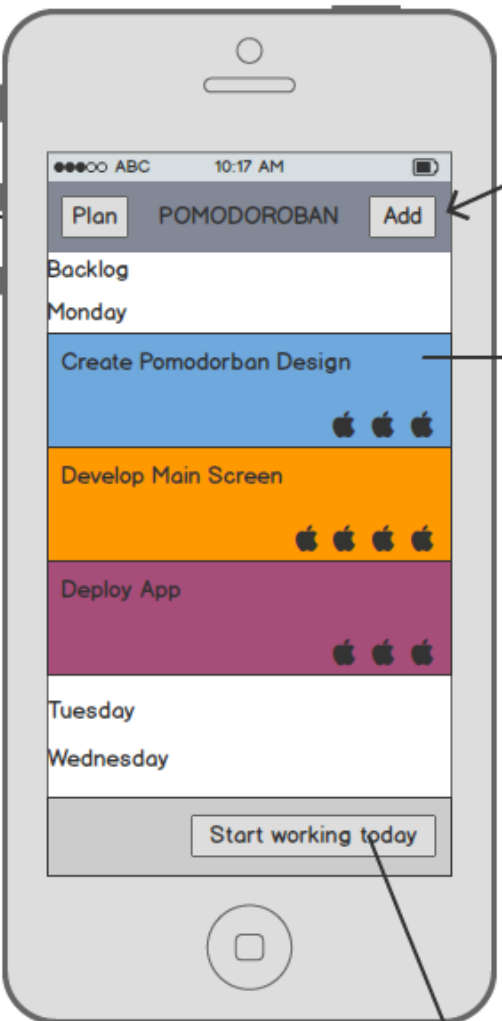 ABC 10:17 AM
Plan POMODOROBAN Add
Backlog
Monday
Create Pomodorban Design
Develop Main Screen
Deploy App
Tuesday
Wednesday
Start working today